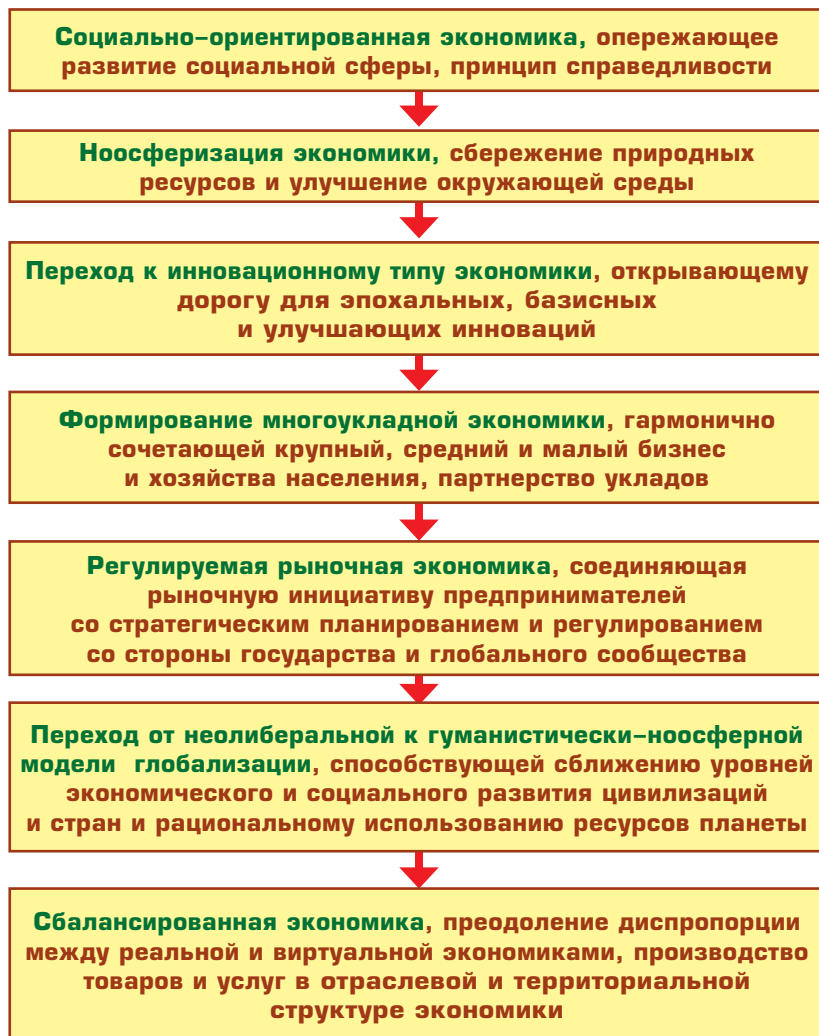 Социально–ориентированная экономика, опережающее
развитие социальной сферы, принцип справедливости
Ноосферизация экономики, сбережение природных
ресурсов и улучшение окружающей среды
Переход к инновационному типу экономики, открывающему
дорогу для эпохальных, базисных
и улучшающих инноваций
Формирование многоукладной экономики, гармонично
сочетающей крупный, средний и малый бизнес
и хозяйства населения, партнерство укладов
Регулируемая рыночная экономика, соединяющая
рыночную инициативу предпринимателей
со стратегическим планированием и регулированием
со стороны государства и глобального сообщества
Переход от неолиберальной к гуманистически–ноосферной
модели глобализации, способствующей сближению уровней
экономического и социального развития цивилизаций
и стран и рациональному использованию ресурсов планеты
Сбалансированная экономика, преодоление диспропорции
между реальной и виртуальной экономиками, производство
товаров и услуг в отраслевой и территориальной
структуре экономики